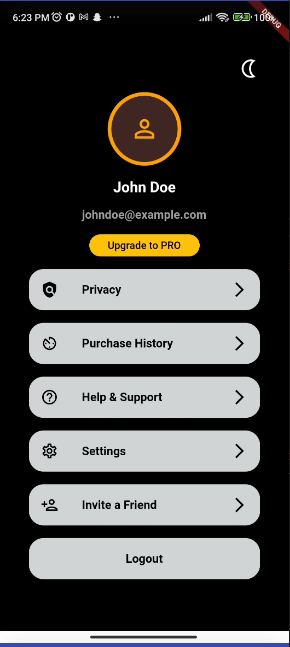 6:23 PM
100
DEBUG
John Doe
johndoe@example.com
Upgrade to PRO
Privacy
Purchase History
Help & Support
Settings
Invite a Friend
Logout